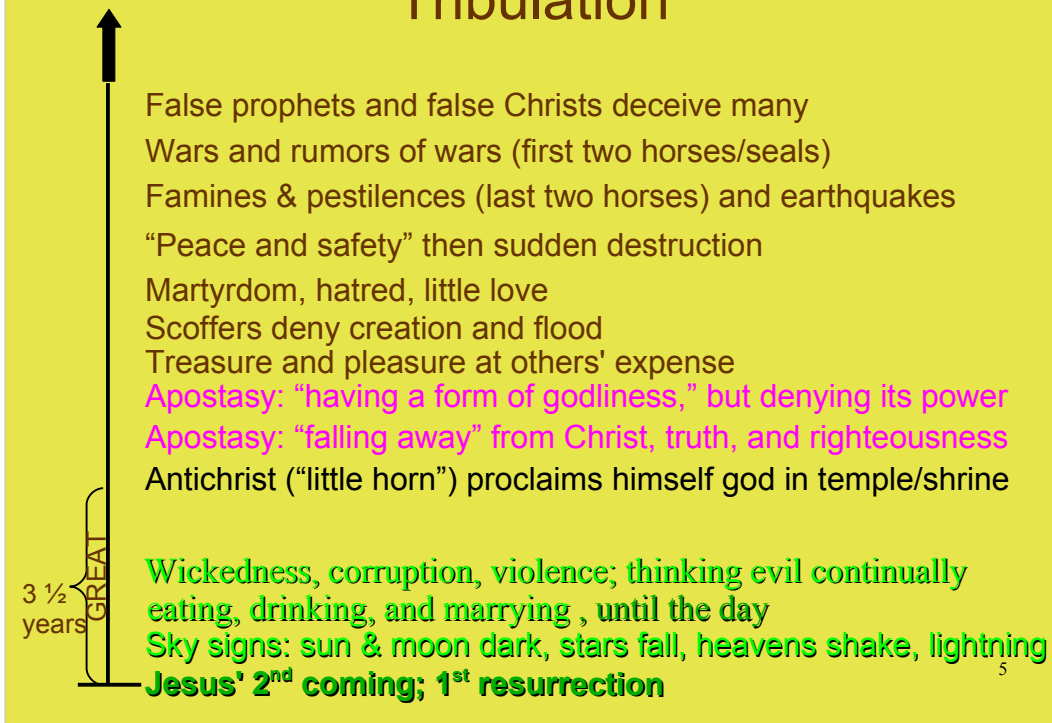 Tribulation
False prophets and false Christs deceive many
Wars and rumors of wars (first two horses/seals)
Famines & pestilences (last two horses) and earthquakes
“Peace and safety” then sudden destruction
Martyrdom, hatred, little love
Scoffers deny creation and flood
Treasure and pleasure at others' expense
Apostasy: “having a form of godliness,” but denying its power
Apostasy: “falling away” from Christ, truth, and righteousness
Antichrist (“little horn”) proclaims himself god in temple/shrine
3 ½
years
GREAT
Wickedness, corruption, violence; thinking evil continually
eating, drinking, and marrying , until the day
Sky signs: sun & moon dark, stars fall, heavens shake, lightning
Jesus' 2nd coming; 1st resurrection
5